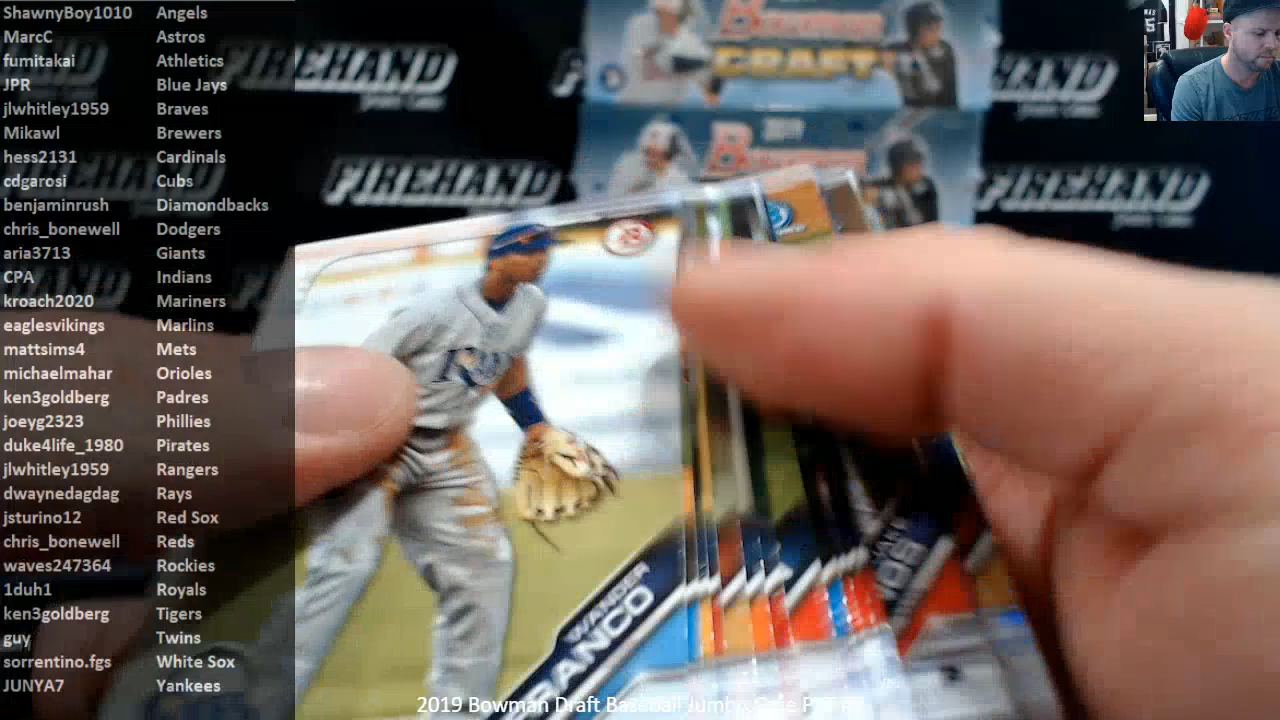 ShawnyBoy1010 Angels
MarcC Astros
fumitakai Athletics
JPR Blue Jays
jlwhitley1959 Braves
Mikawl Brewers
hess2131 Cardinals
cdgarosi Cubs
benjaminrush Diamondbacks
chris_bonewell Dodgers
aria3713 Giants
CPA Indians
kroach2020 Mariners
eaglesvikings Marlins
mattsims4 Mets
michaelmahar Orioles
ken3goldberg Padres
joeyg2323 Phillies
duke4life_1980 Pirates
jlwhitley1959 Rangers
dwaynedagdag Rays
jsturino12 Red Sox
chris_bonewell Reds
waves247364 Rockies
1duh1 Royals
ken3goldberg Tigers
guy Twins
sorrentino.fgs White Sox
JUNYA7 Yankees
FIREHAND
Bowman
DRAFT
2019
Bowman
FIREHAND
FIREHAND
WANDER
FRANCO
2019 Bowman Draft Baseball Jumbo